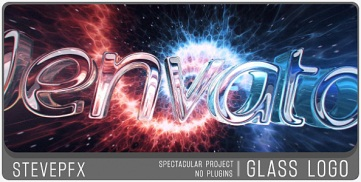 envato
STEVEPFX
SPECTACULAR PROJECT
NO PLUGINS
GLASS LOGO